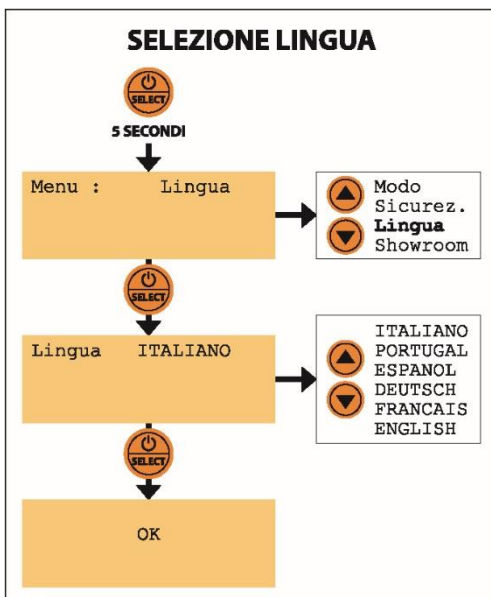 SELEZIONE LINGUA
SELECT
5 SECONDI
Menu : Lingua
Modo
Sicurez.
Lingua
Showroom
SELECT
Lingua ITALIANO
ITALIANO
PORTUGAL
ESPANOL
DEUTSCH
FRANCAIS
ENGLISH
SELECT
OK